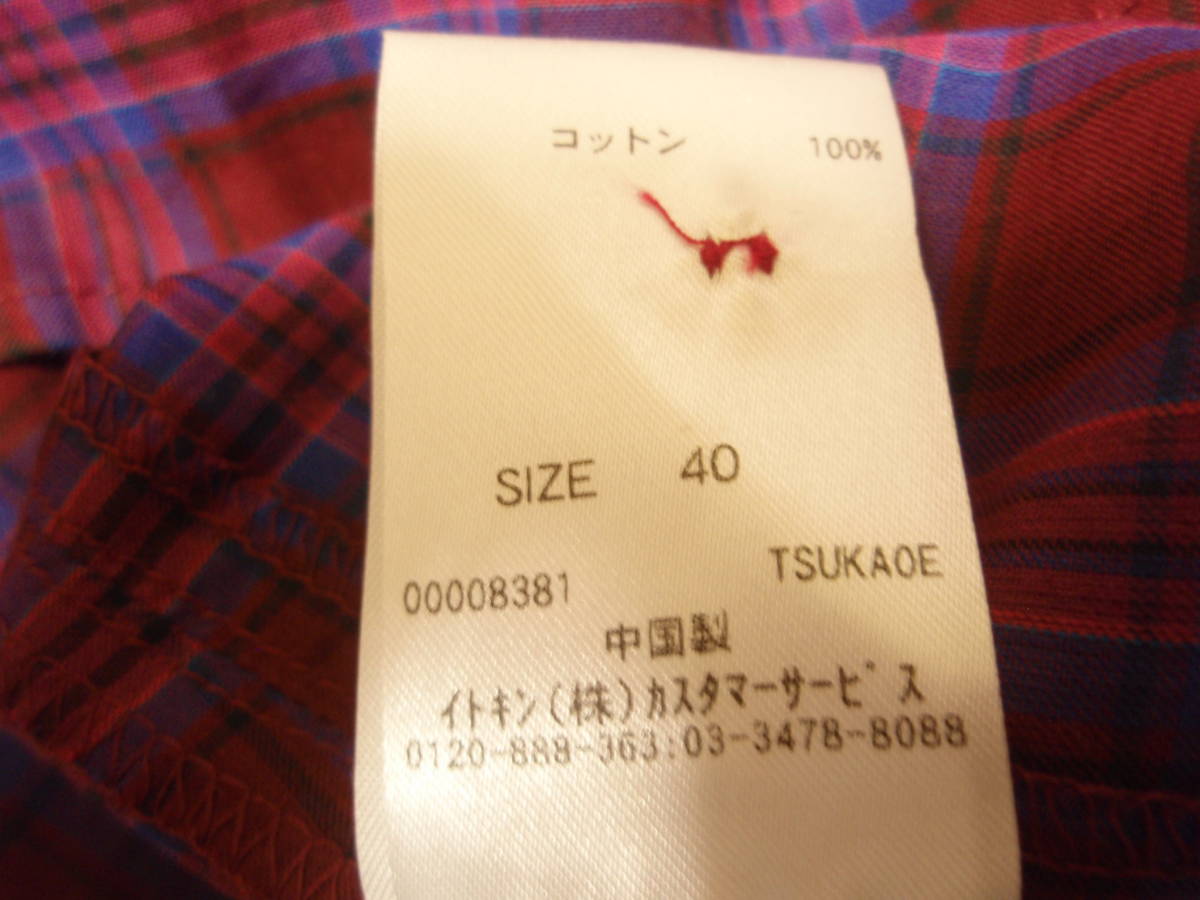 コットン 100%
SIZE 40
00008381 TSUKAOE
中国製
イトキン(株)カスタマーサービス
0120-888-363:03-3478-8088